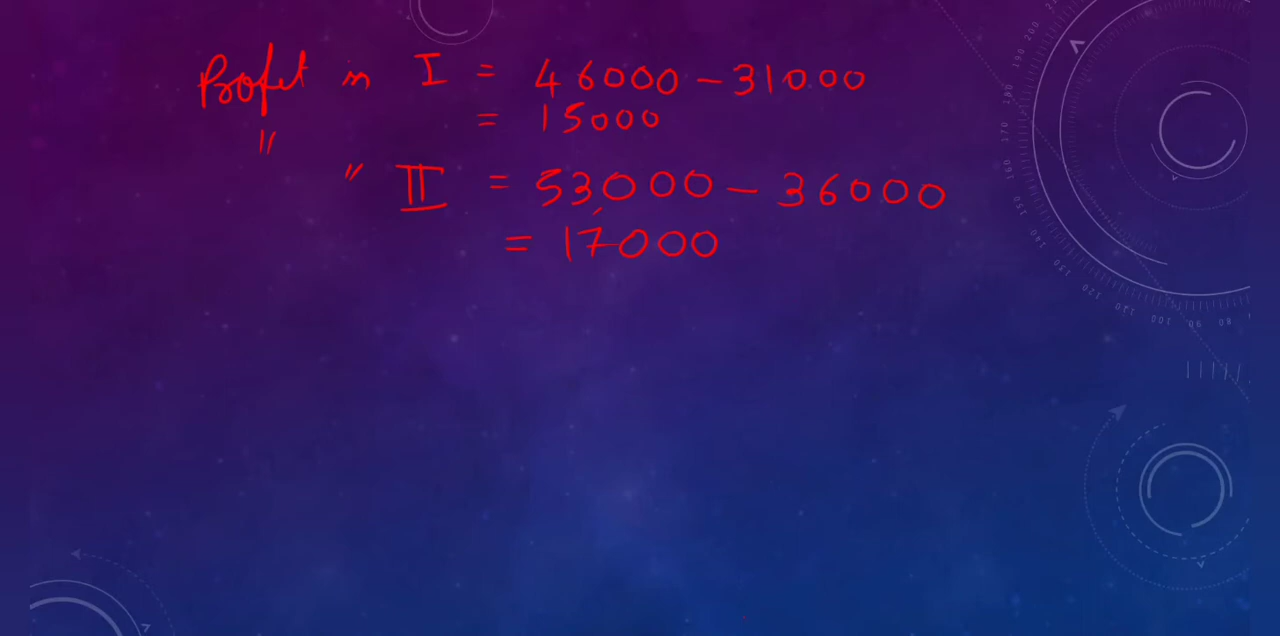 Profit in I = 46000 – 31000
= 15000
" " II = 53000 – 36000
= 17000